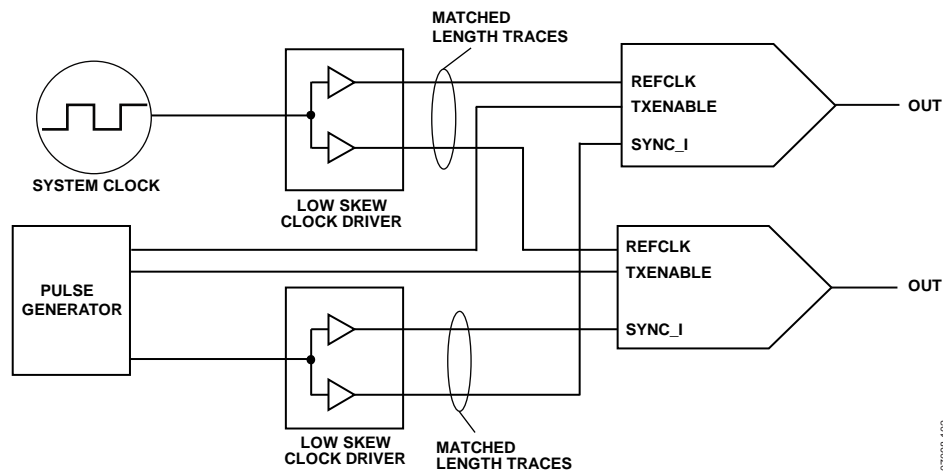 MATCHED
LENGTH TRACES
REFCLK
TXENABLE
SYNC_I
OUT
SYSTEM CLOCK
LOW SKEW
CLOCK DRIVER
PULSE
GENERATOR
REFCLK
TXENABLE
SYNC_I
OUT
LOW SKEW
CLOCK DRIVER
MATCHED
LENGTH TRACES